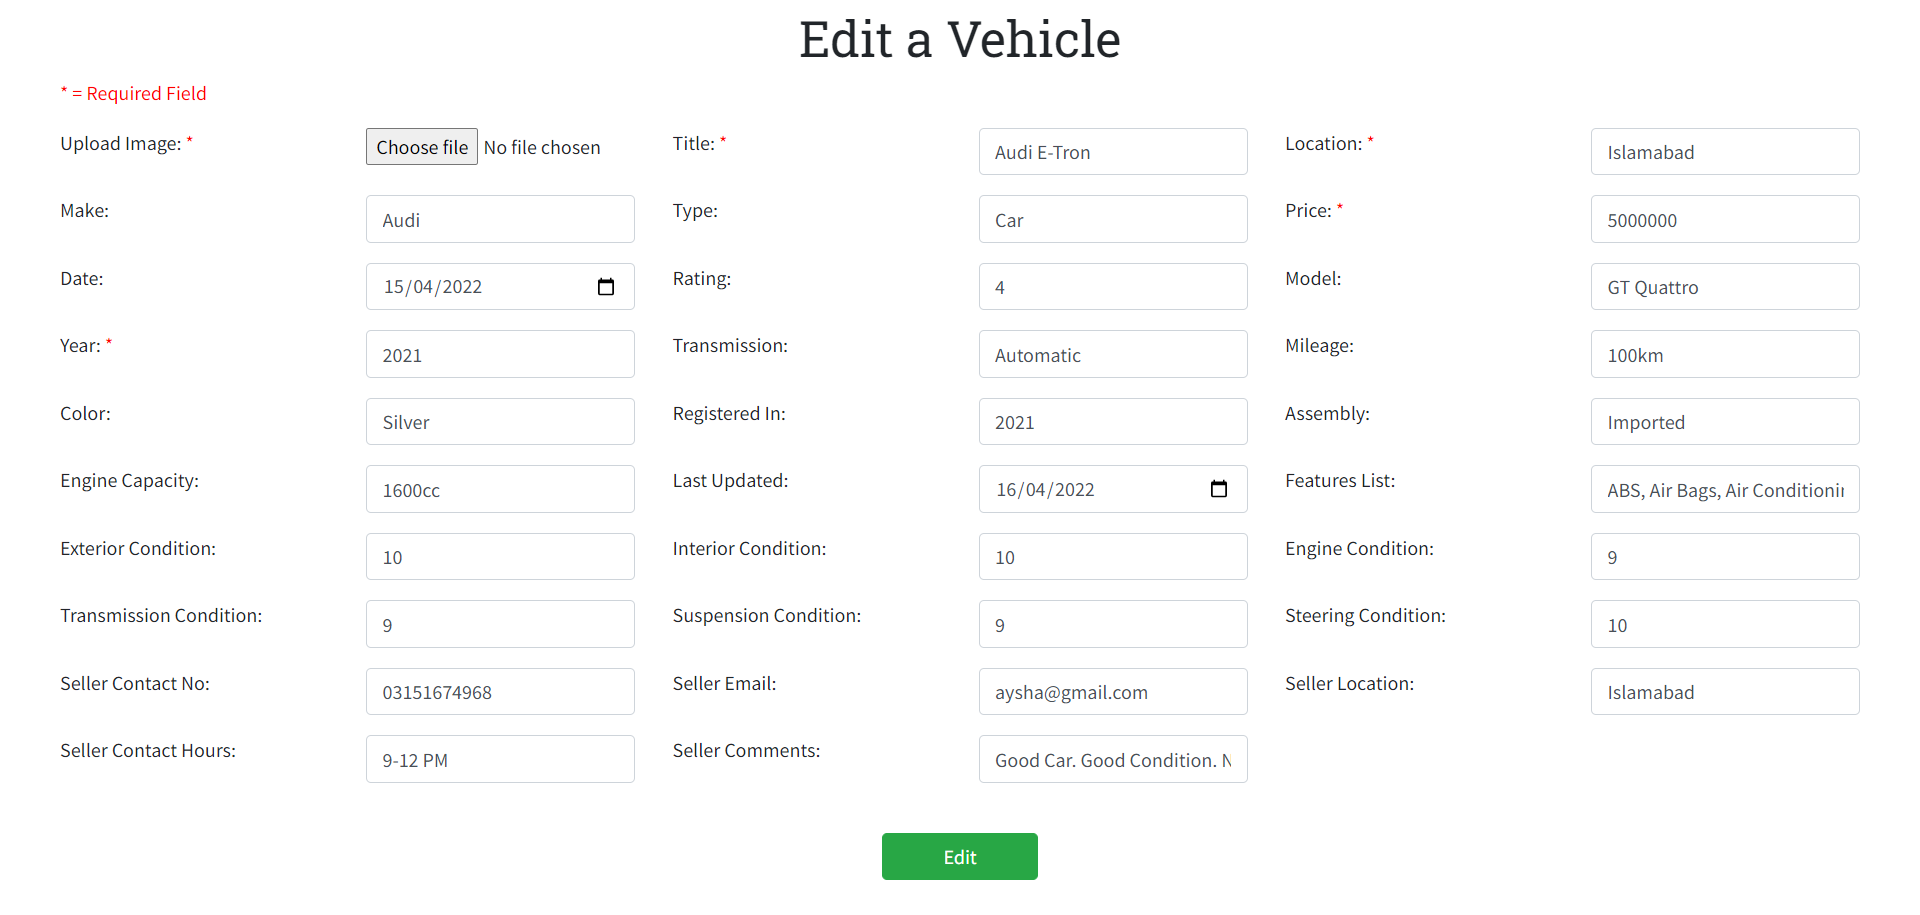 Edit a Vehicle
* = Required Field
Upload Image: * Choose file No file chosen Title: * Audi E-Tron Location: * Islamabad
Make: Audi Type: Car Price: * 5000000
Date: 15/04/2022 Rating: 4 Model: GT Quattro
Year: * 2021 Transmission: Automatic Mileage: 100km
Color: Silver Registered In: 2021 Assembly: Imported
Engine Capacity: 1600cc Last Updated: 16/04/2022 Features List: ABS, Air Bags, Air
Exterior Condition: 10 Interior Condition: 10 Engine Condition: 9
Transmission Condition: 9 Suspension Condition: 9 Steering Condition: 10
Seller Contact No: 03151674968 Seller Email: aysha@gmail.com Seller Location: Islamabad
Seller Contact Hours: 9-12 PM Seller Comments: Good Car. Good Condition.
Edit